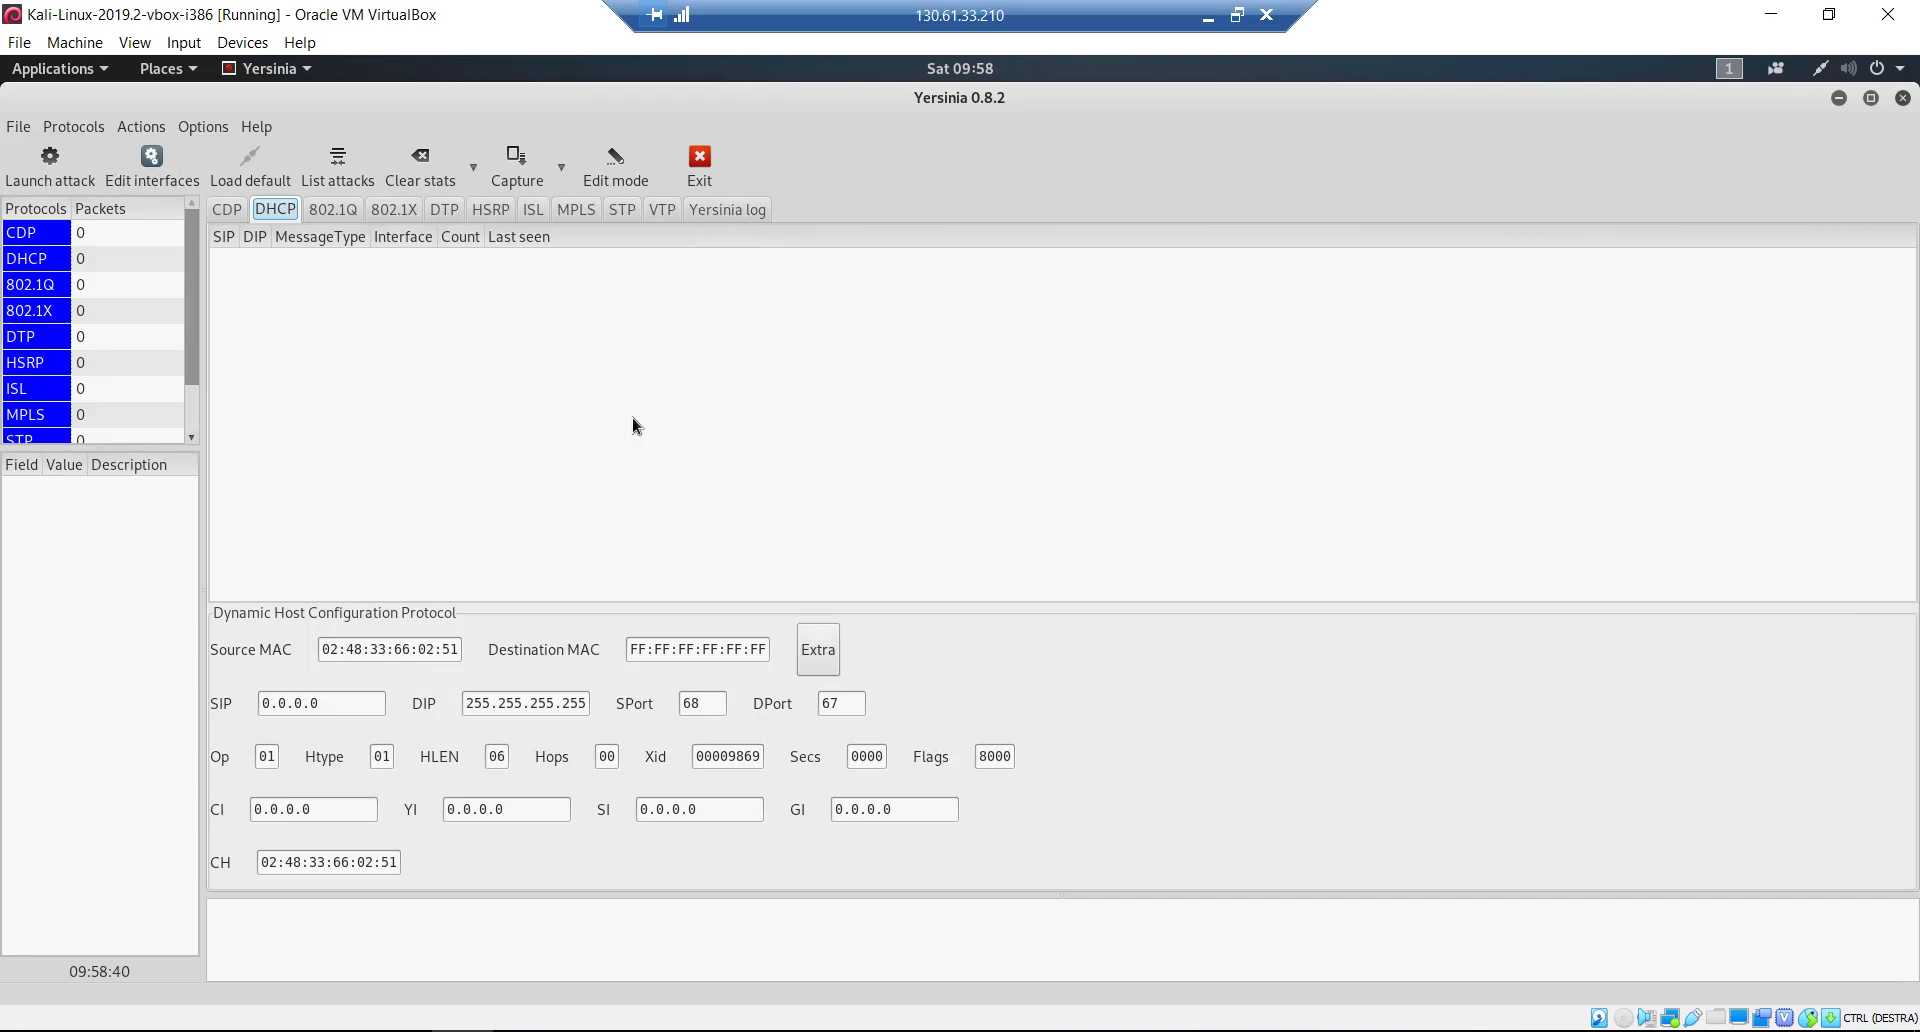 Kali-Linux-2019.2-vbox-i386 [Running] - Oracle VM VirtualBox
130.61.33.210
File Machine View Input Devices Help
Applications Places Yersinia Sat 09:58 1
Yersinia 0.8.2
File Protocols Actions Options Help
Launch attack Edit interfaces Load default List attacks Clear stats Capture Edit mode Exit
Protocols Packets
CDP 0
DHCP 0
802.1Q 0
802.1X 0
DTP 0
HSRP 0
ISL 0
MPLS 0
STP 0
Field Value Description
09:58:40
CDP DHCP 802.1Q 802.1X DTP HSRP ISL MPLS STP VTP Yersinia log
SIP DIP MessageType Interface Count Last seen
Dynamic Host Configuration Protocol
Source MAC 02:48:33:66:02:51 Destination MAC FF:FF:FF:FF:FF:FF Extra
SIP 0.0.0.0 DIP 255.255.255.255 SPort 68 DPort 67
Op 01 Htype 01 HLEN 06 Hops 00 Xid 00009869 Secs 0000 Flags 8000
CI 0.0.0.0 YI 0.0.0.0 SI 0.0.0.0 GI 0.0.0.0
CH 02:48:33:66:02:51
CTRL (DESTRA)